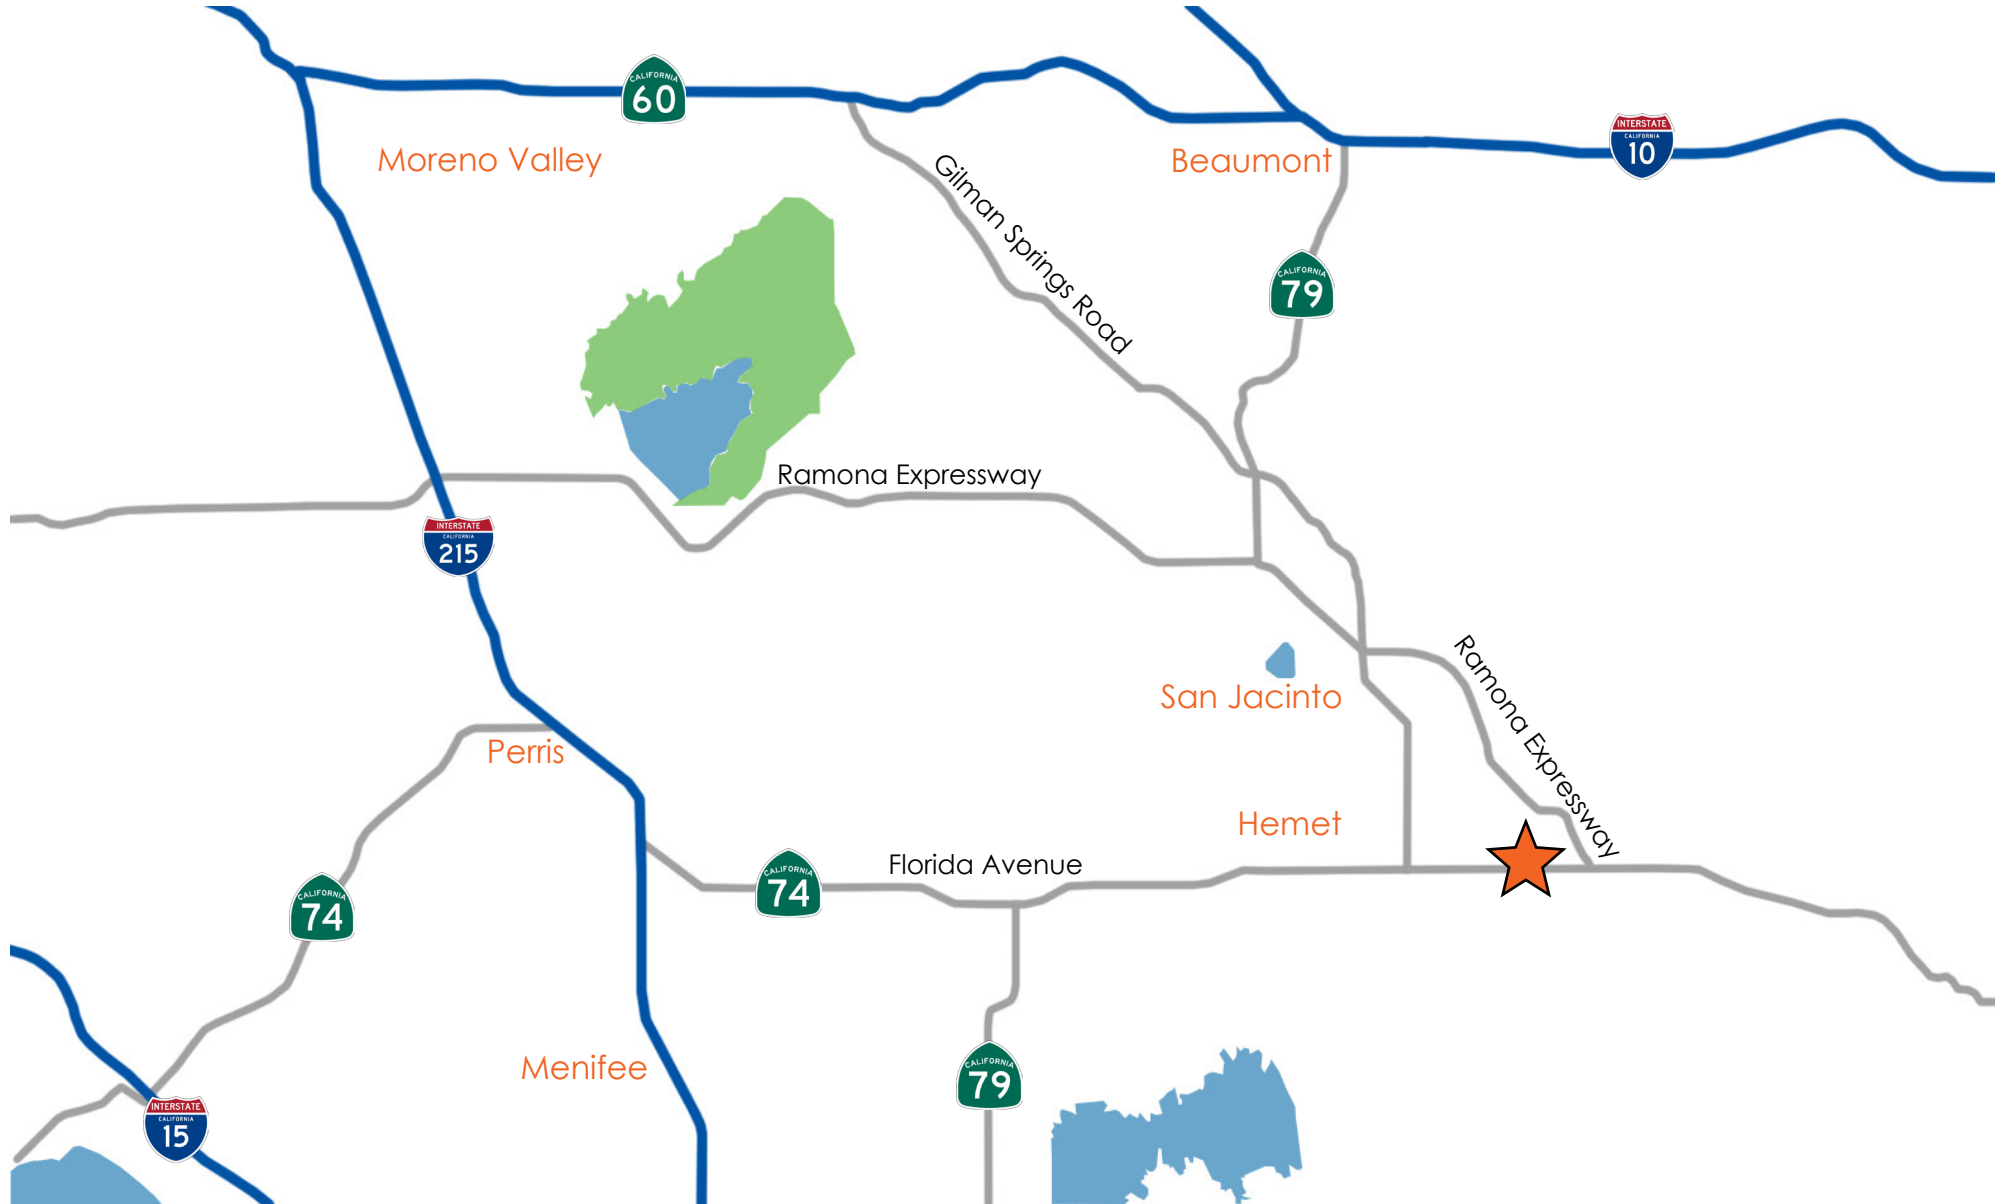 CALIFORNIA
60
INTERSTATE
CALIFORNIA
10
Moreno Valley
Beaumont
Gilman Springs Road
CALIFORNIA
79
Ramona Expressway
INTERSTATE
CALIFORNIA
215
San Jacinto
Ramona Expressway
Perris
Hemet
Florida Avenue
CALIFORNIA
74
CALIFORNIA
74
Menifee
CALIFORNIA
79
INTERSTATE
CALIFORNIA
15